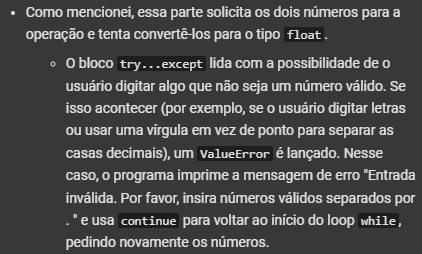 • Como mencionei, essa parte solicita os dois números para a
operação e tenta convertê-los para o tipo float.
○ O bloco try...except lida com a possibilidade de o
usuário digitar algo que não seja um número válido. Se
isso acontecer (por exemplo, se o usuário digitar letras
ou usar uma vírgula em vez de ponto para separar as
casas decimais), um ValueError é lançado. Nesse
caso, o programa imprime a mensagem de erro "Entrada
inválida. Por favor, insira números válidos separados por
. " e usa continue para voltar ao início do loop while,
pedindo novamente os números.